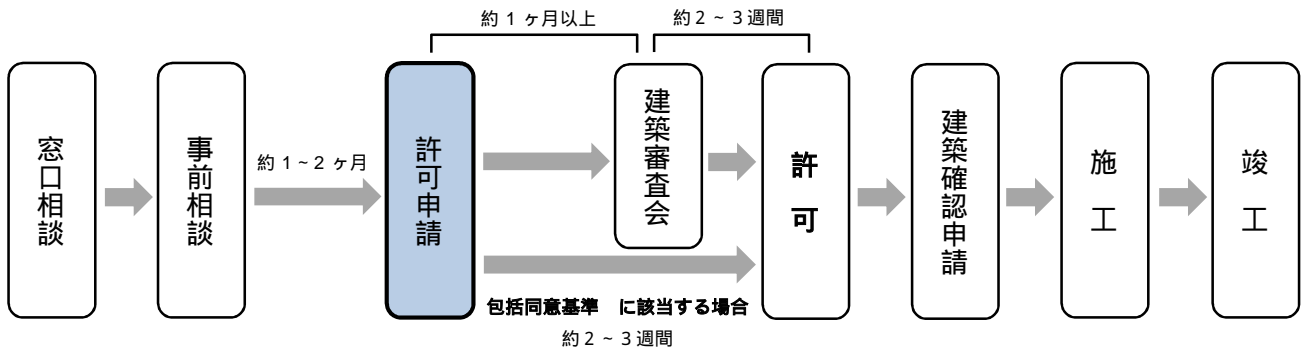 約１ヶ月以上
約２~３週間
窓口相談
事前相談
約１~２ヶ月
許可申請
建築審査会
許可
建築確認申請
施工
竣工
包括同意基準　に該当する場合
約２~３週間